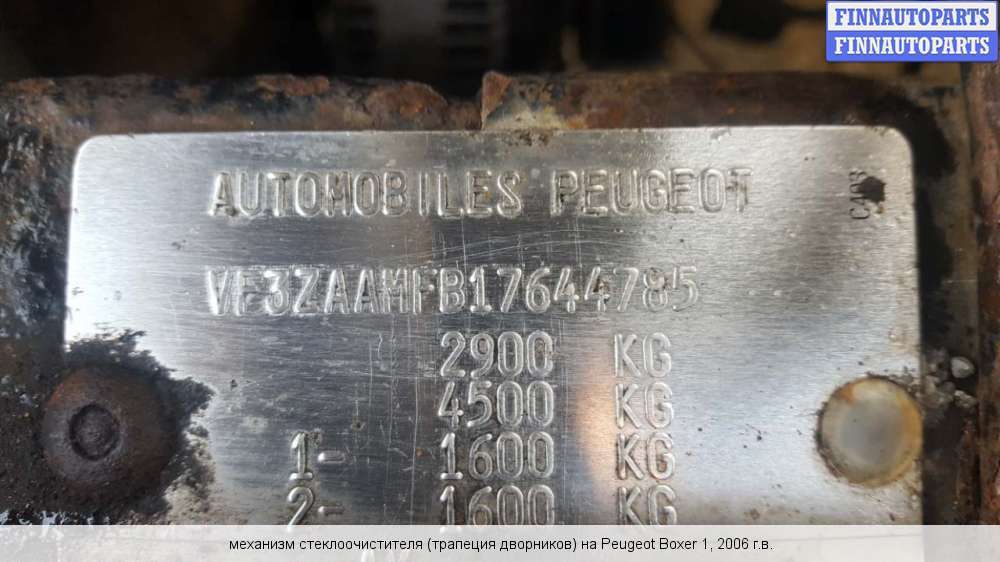 FINNAUTOPARTS
FINNAUTOPARTS
AUTOMOBILES PEUGEOT
VF3ZAAMFB17644785
2900 KG
4500 KG
1- 1600 KG
2- 1600 KG
механизм стеклоочистителя (трапеция дворников) на Peugeot Boxer 1, 2006 г.в.